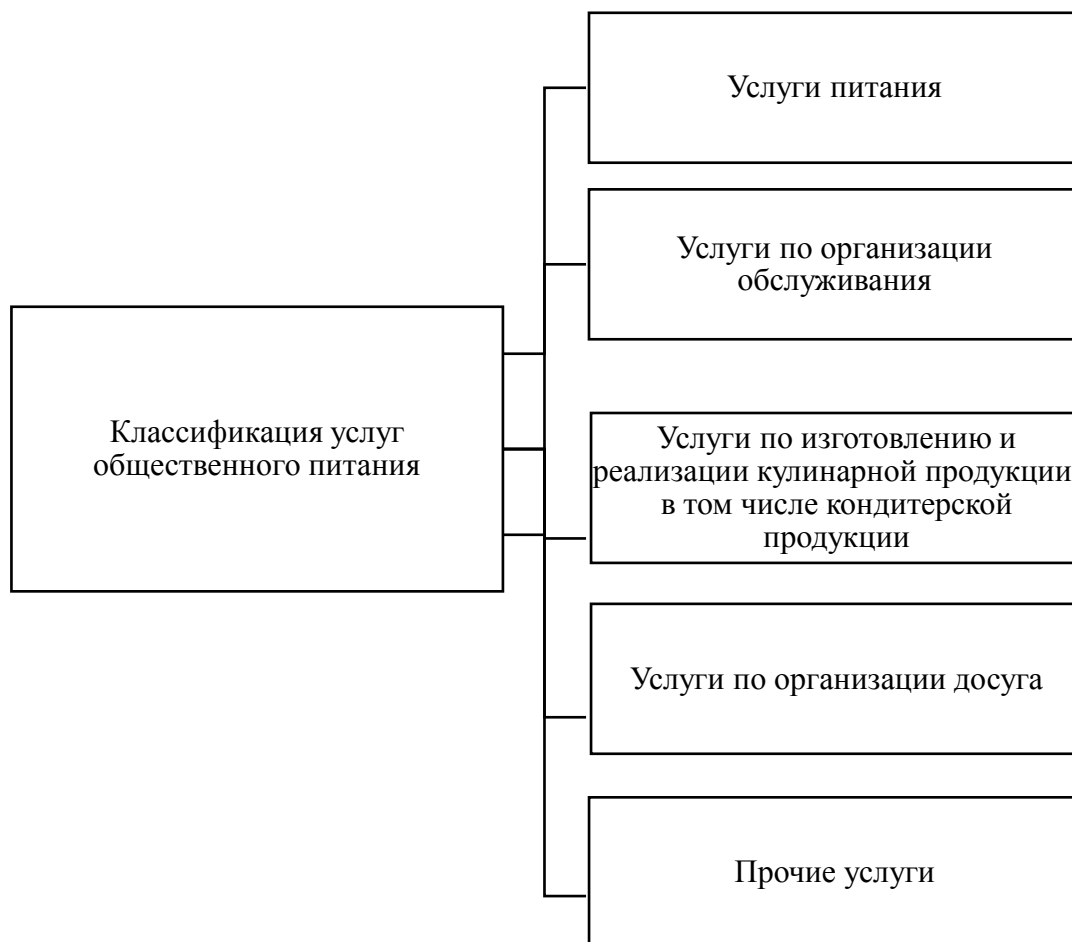 Услуги питания
Услуги по организации
обслуживания
Классификация услуг
общественного питания
Услуги по изготовлению и
реализации кулинарной продукции
в том числе кондитерской
продукции
Услуги по организации досуга
Прочие услуги